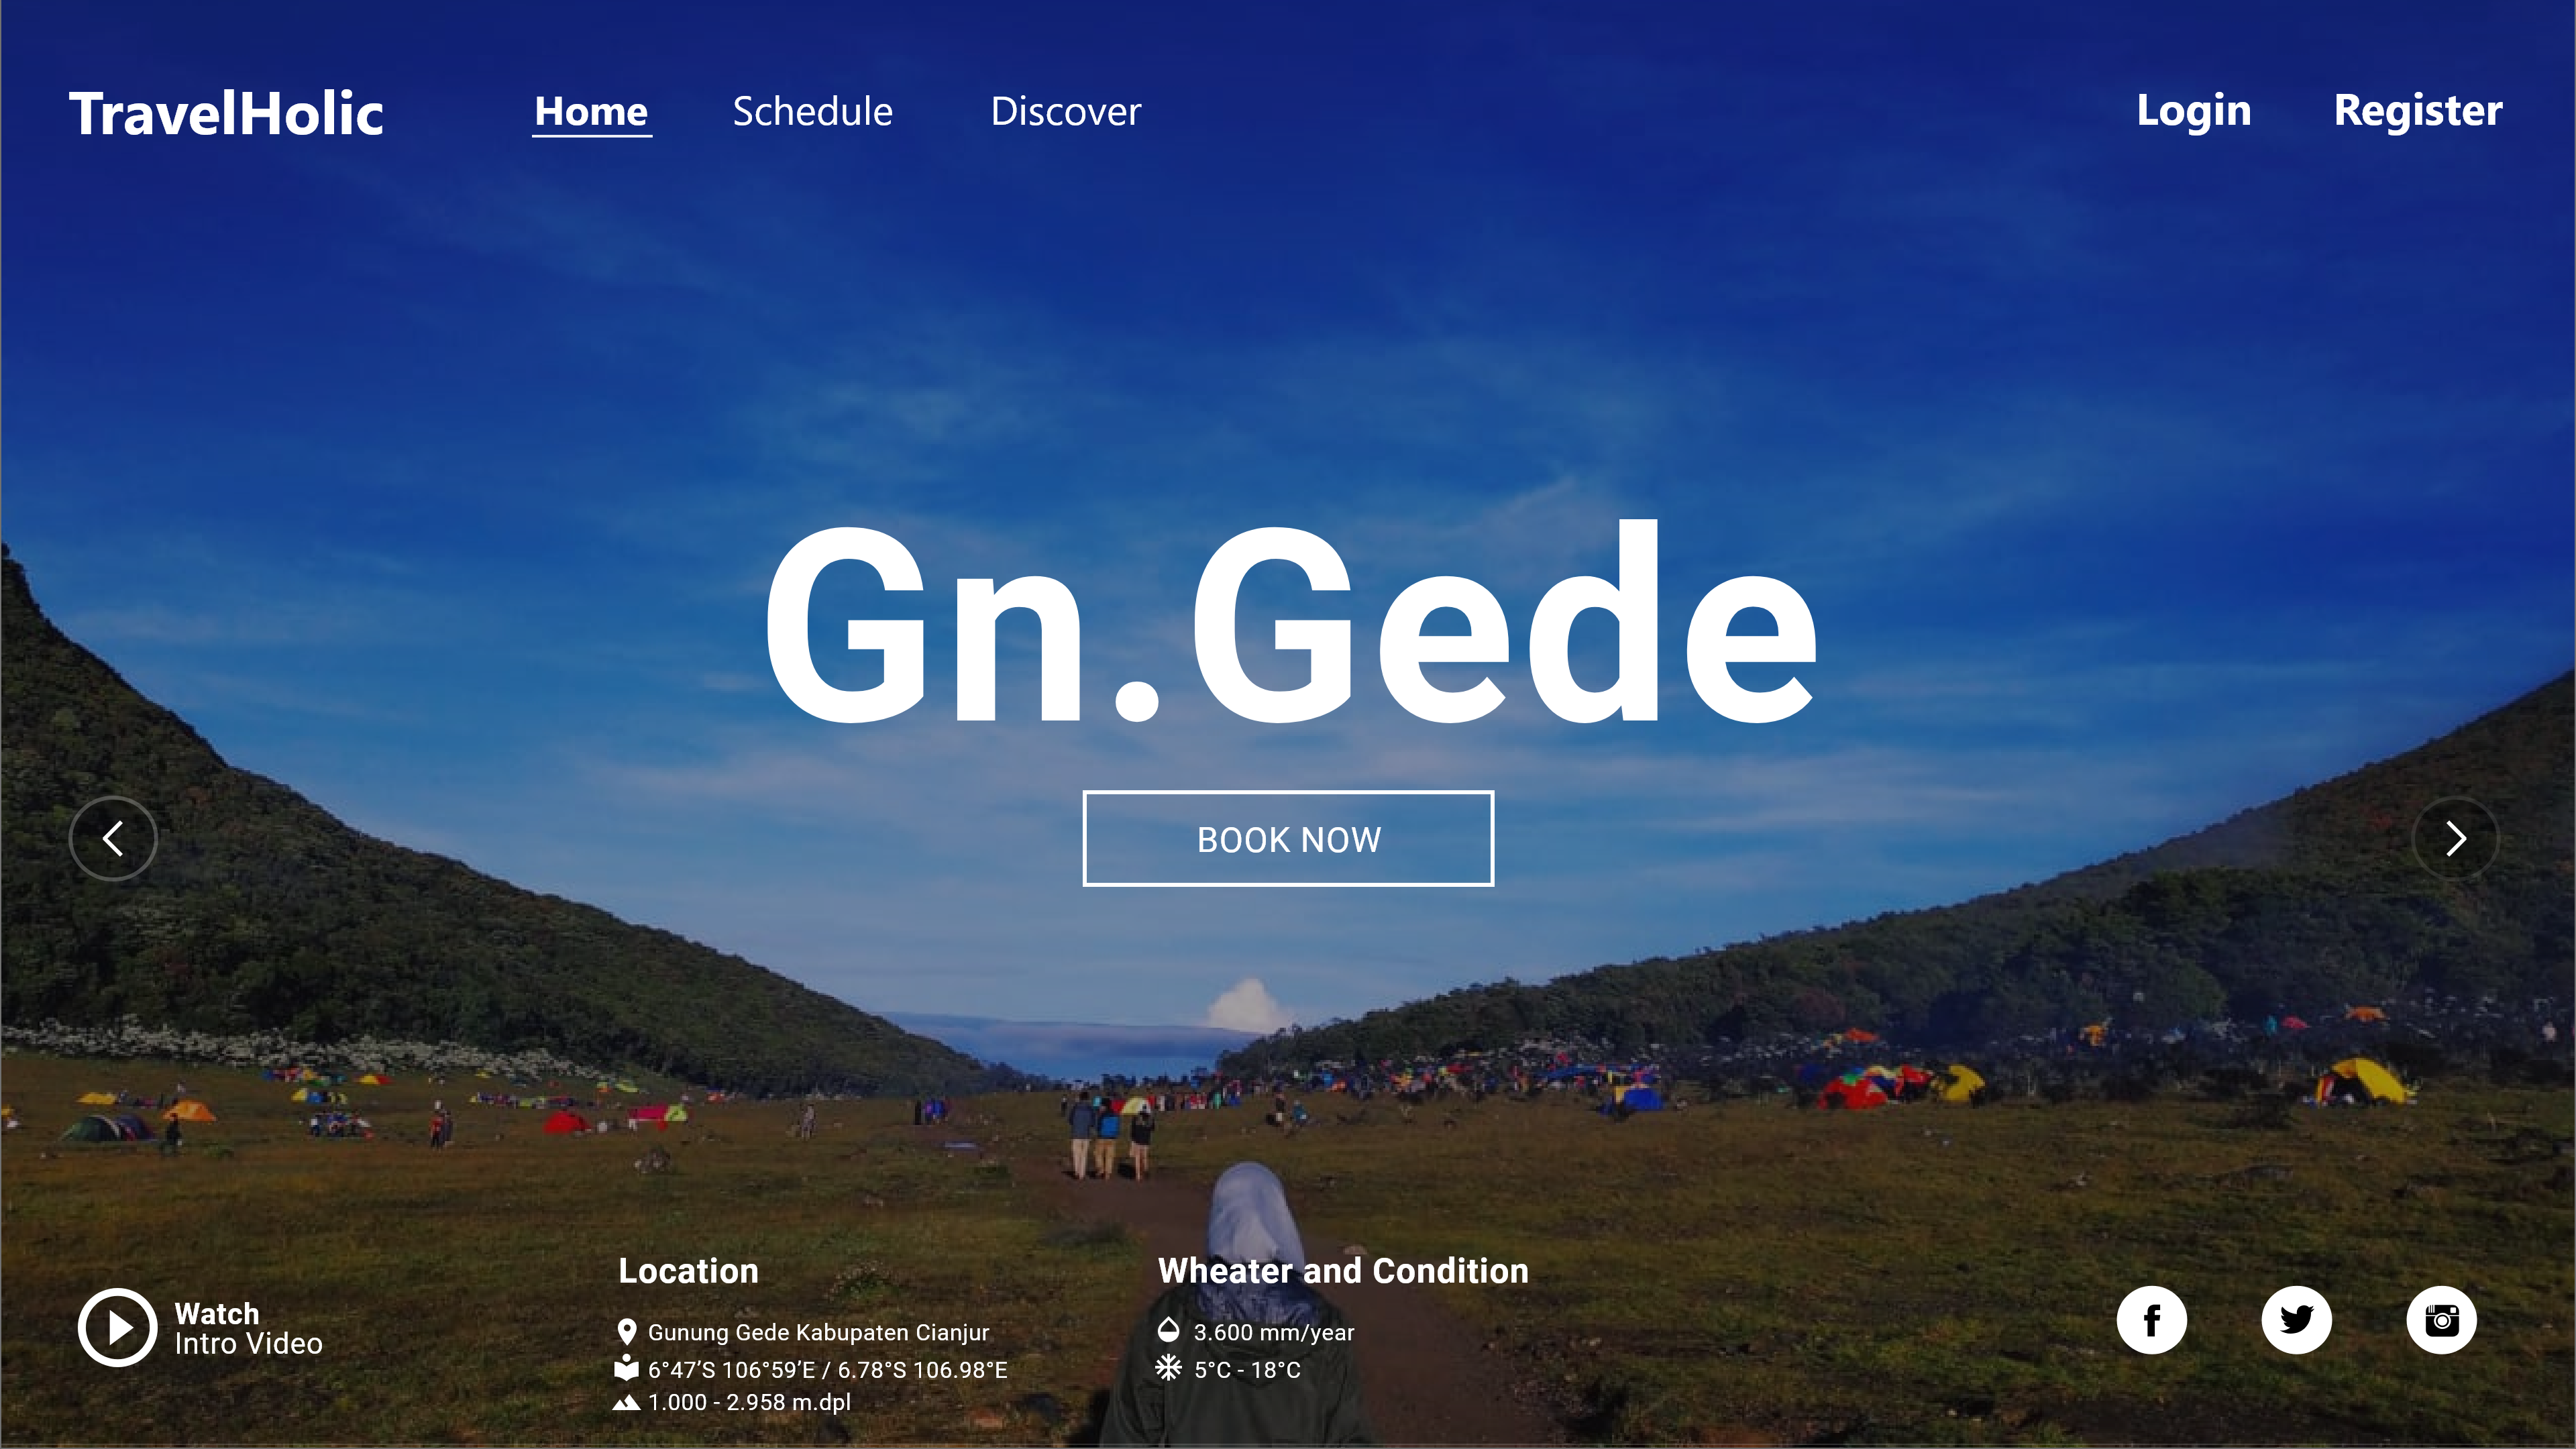 TravelHolic
Home
Schedule
Discover
Login
Register
Gn.Gede
BOOK NOW
Watch
Intro Video
Location
Gunung Gede Kabupaten Cianjur
6°47’S 106°59’E / 6.78°S 106.98°E
1.000 - 2.958 m.dpl
Wheater and Condition
3.600 mm/year
5°C - 18°C